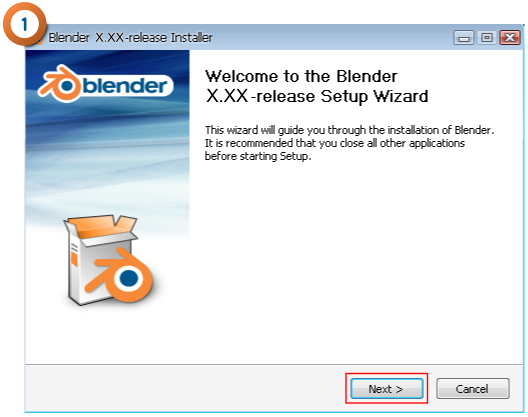 1
Blender X.XX-release Installer
blender
Welcome to the Blender
X.XX-release Setup Wizard
This wizard will guide you through the installation of Blender.
It is recommended that you close all other applications
before starting Setup.
Next > Cancel